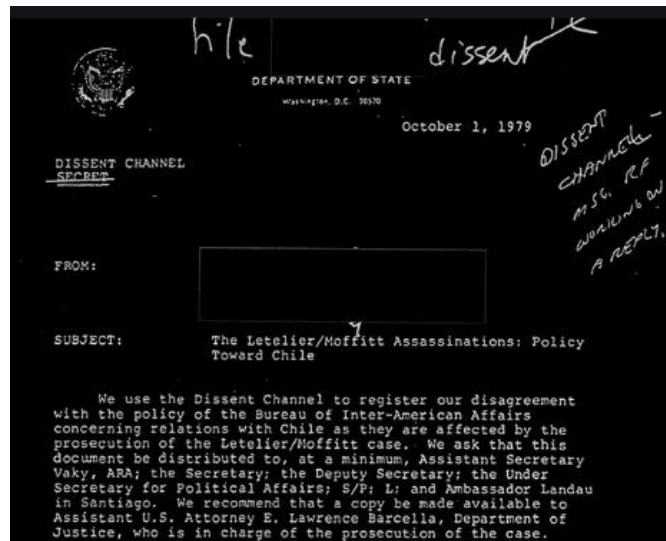 hile
dissent
DEPARTMENT OF STATE
Washington, D.C. 20520
October 1, 1979
DISSENT
CHANNEL
MSG. RF
WORKING ON
A REPLY.
DISSENT CHANNEL
SECRET
FROM:
SUBJECT: The Letelier/Moffitt Assassinations: Policy
Toward Chile
We use the Dissent Channel to register our disagreement
with the policy of the Bureau of Inter-American Affairs
concerning relations with Chile as they are affected by the
prosecution of the Letelier/Moffitt case. We ask that this
document be distributed to, at a minimum, Assistant Secretary
Vaky, ARA; the Secretary; the Deputy Secretary; the Under
Secretary for Political Affairs; S/P; L; and Ambassador Landau
in Santiago. We recommend that a copy be made available to
Assistant U.S. Attorney E. Lawrence Barcella, Department of
Justice, who is in charge of the prosecution of the case.